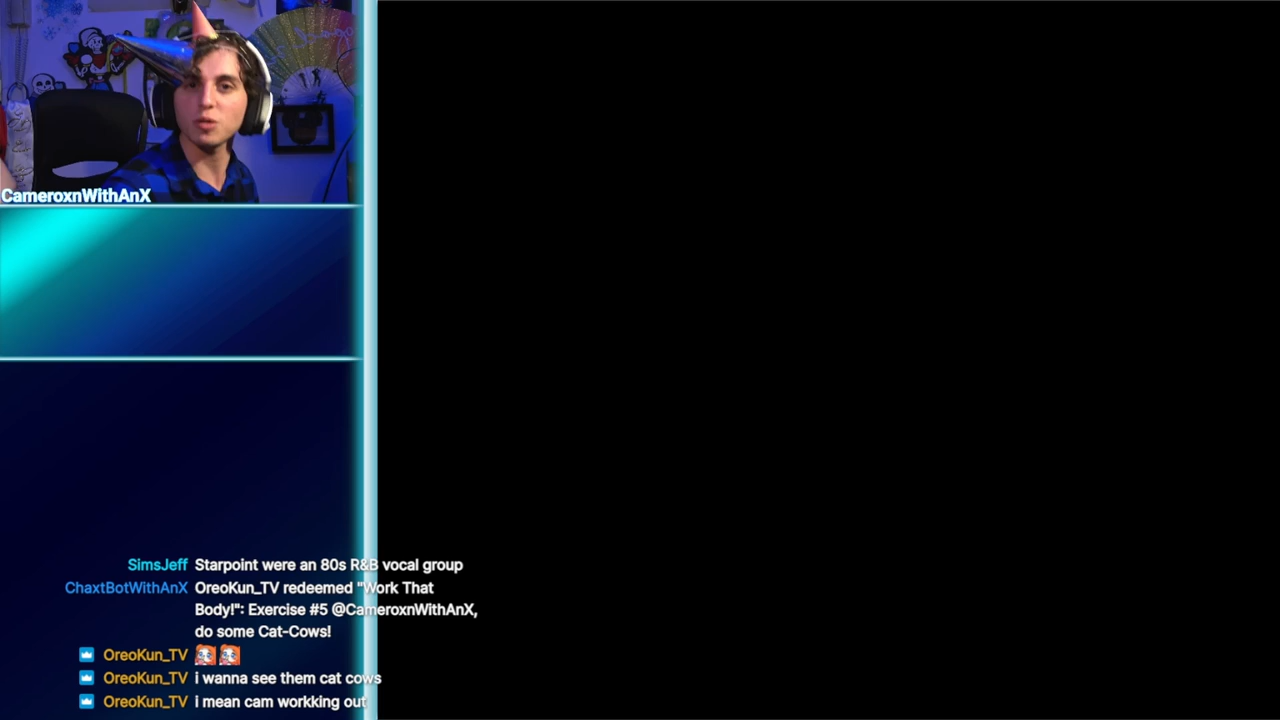 CameroxnWithAnX
SimsJeff Starpoint were an 80s R&B vocal group
ChaxtBotWithAnX OreoKun_TV redeemed "Work That
Body!": Exercise #5 @CameroxnWithAnX,
do some Cat-Cows!
OreoKun_TV
OreoKun_TV i wanna see them cat cows
OreoKun_TV i mean cam workking out